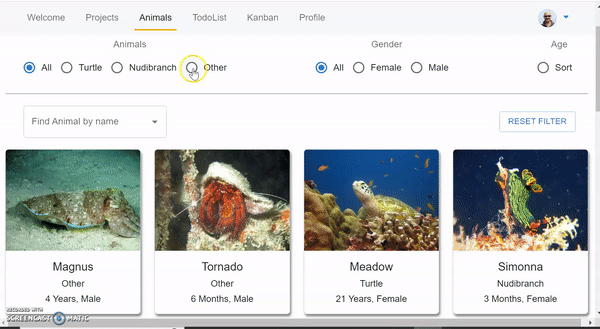 Welcome Projects Animals TodoList Kanban Profile
Animals Gender Age
All Turtle Nudibranch Other All Female Male Sort
Find Animal by name RESET FILTER
Magnus Tornado Meadow Simonna
Other Other Turtle Nudibranch
4 Years, Male 6 Months, Male 21 Years, Female 3 Months, Female
RECORDED WITH
SCREENCAST MATIC